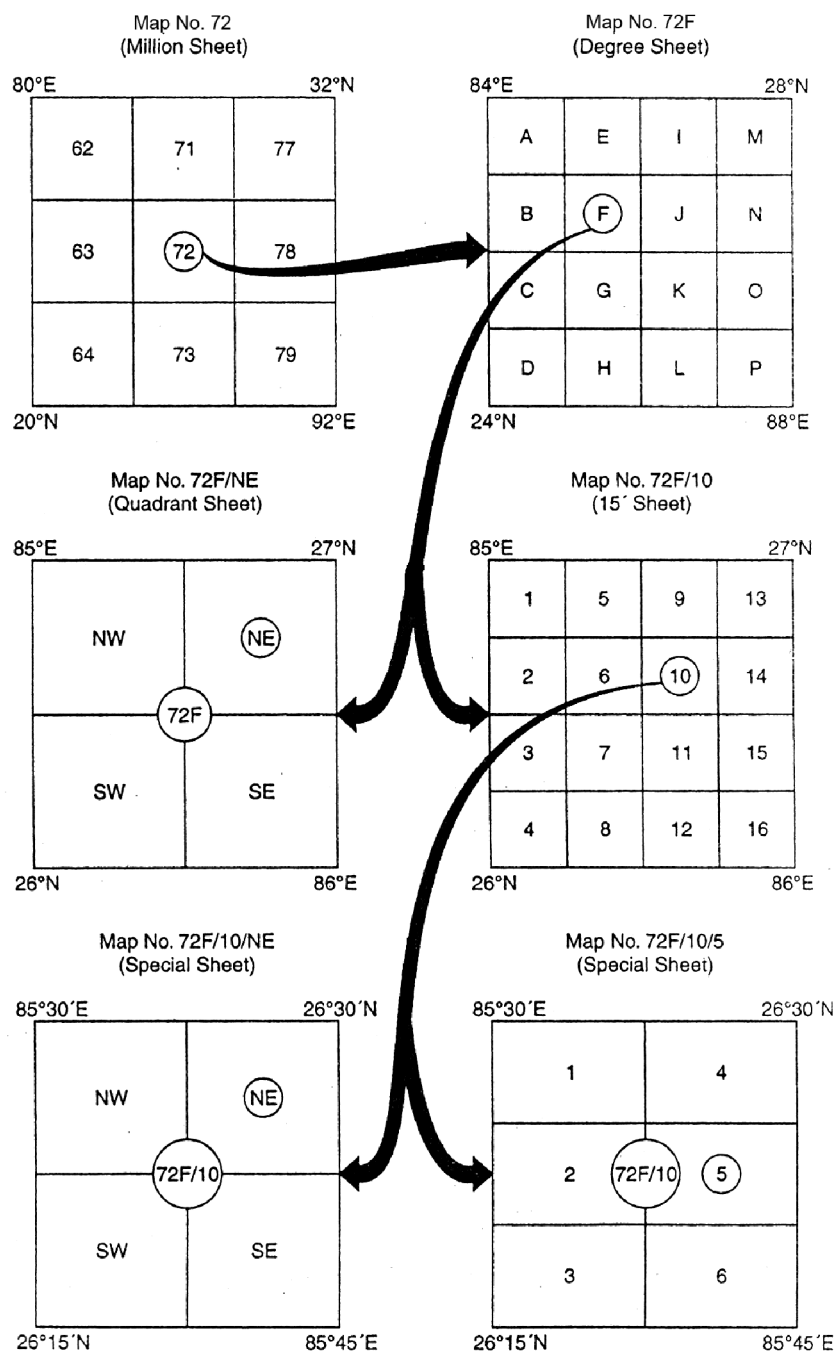 Map No. 72
(Million Sheet)
80°E 32°N
62 71 77
63 72 78
64 73 79
20°N 92°E
Map No. 72F
(Degree Sheet)
84°E 28°N
A E I M
B F J N
C G K O
D H L P
24°N 88°E
Map No. 72F/NE
(Quadrant Sheet)
85°E 27°N
NW NE
72F
SW SE
26°N 86°E
Map No. 72F/10
(15´ Sheet)
85°E 27°N
1 5 9 13
2 6 10 14
3 7 11 15
4 8 12 16
26°N 86°E
Map No. 72F/10/NE
(Special Sheet)
85°30´E 26°30´N
NW NE
72F/10
SW SE
26°15´N 85°45´E
Map No. 72F/10/5
(Special Sheet)
85°30´E 26°30´N
1 4
2 72F/10 5
3 6
26°15´N 85°45´E